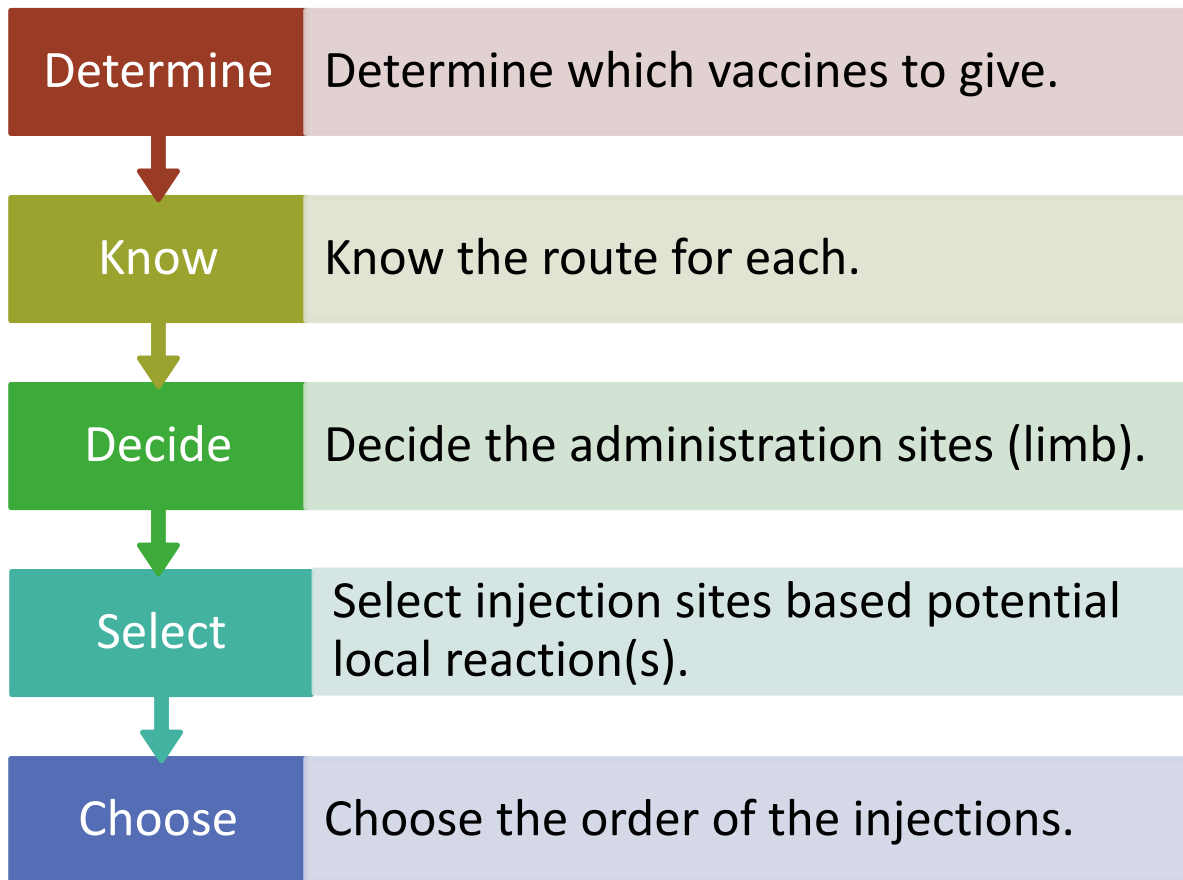 Determine
Determine which vaccines to give.
Know
Know the route for each.
Decide
Decide the administration sites (limb).
Select
Select injection sites based potential
local reaction(s).
Choose
Choose the order of the injections.